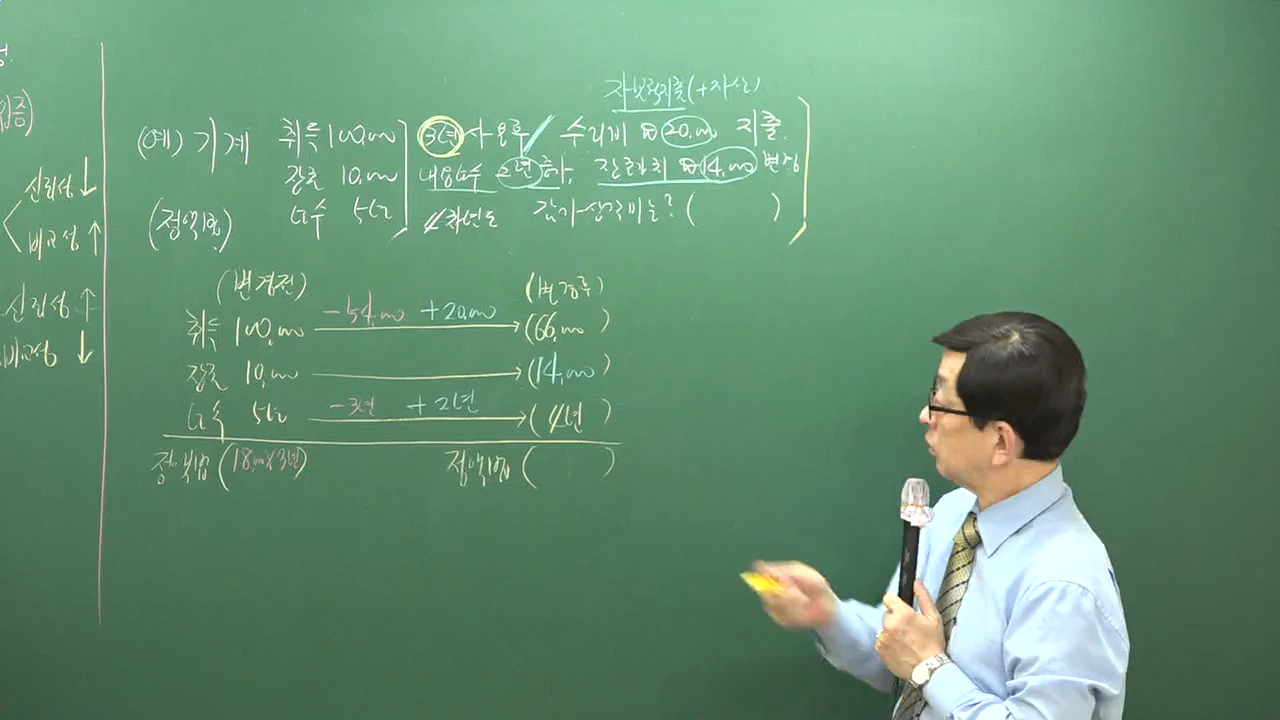 신뢰성 ↓
비교성 ↑
신뢰성 ↑
비교성 ↓
자본적지출(+자산)
(예) 기계 취득 100,000 3년 사용후 수리비 ₩20,000 지출.
잔존 10,000 내용년수 2년 증가, 잔존가치 ₩14,000 변경
(정액법) 내수 5년 4차년도 감가상각비는? ( )
(변경전) (변경후)
취득 100,000 -54,000 +20,000 (66,000)
잔존 10,000 (14,000)
내수 5년 -3년 +2년 (4년)
정액법 (18,000×3년) 정액법 ( )